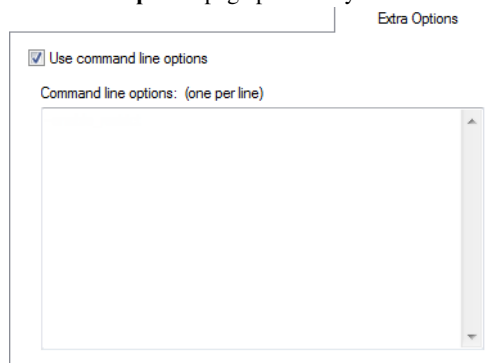 Extra Options
Use command line options
Command line options: (one per line)